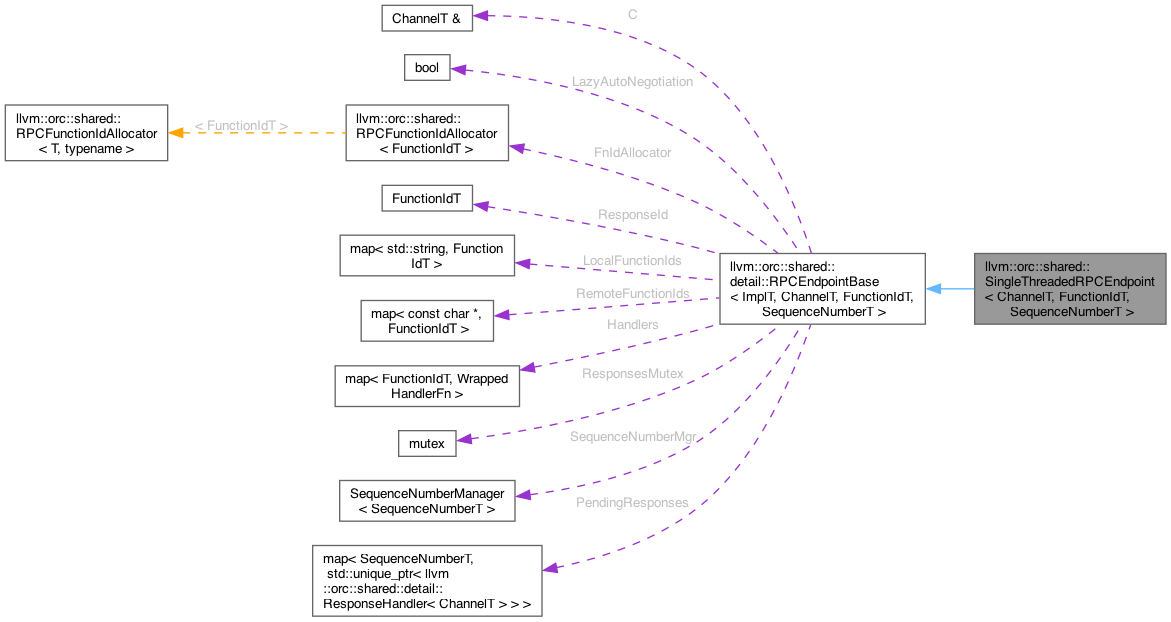 ChannelT &
C
bool
LazyAutoNegotiation
llvm::orc::shared::
RPCFunctionIdAllocator
< T, typename >
< FunctionIdT >
llvm::orc::shared::
RPCFunctionIdAllocator
< FunctionIdT >
FnIdAllocator
FunctionIdT
ResponseId
map< std::string, Function
IdT >
LocalFunctionIds
map< const char *,
FunctionIdT >
RemoteFunctionIds
map< FunctionIdT, Wrapped
HandlerFn >
Handlers
mutex
ResponsesMutex
SequenceNumberManager
< SequenceNumberT >
SequenceNumberMgr
map< SequenceNumberT,
std::unique_ptr< llvm
::orc::shared::detail::
ResponseHandler< ChannelT > > >
PendingResponses
llvm::orc::shared::
detail::RPCEndpointBase
< ImplT, ChannelT, FunctionIdT,
SequenceNumberT >
llvm::orc::shared::
SingleThreadedRPCEndpoint
< ChannelT, FunctionIdT,
SequenceNumberT >